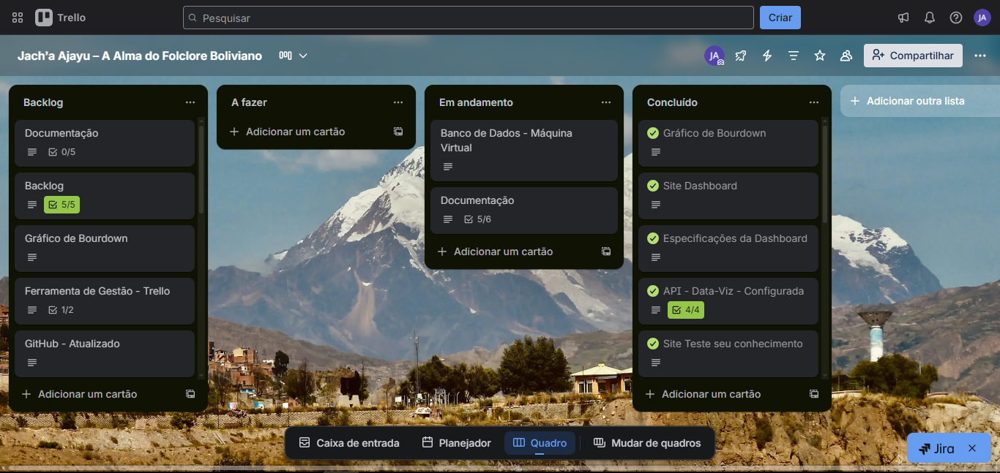 Trello
Pesquisar
Criar
JA
Jach’a Ajayu – A Alma do Folclore Boliviano
JA
Compartilhar
Backlog
Documentação
0/5
Backlog
5/5
Gráfico de Bourdown
Ferramenta de Gestão - Trello
1/2
GitHub - Atualizado
Adicionar um cartão
A fazer
Adicionar um cartão
Em andamento
Banco de Dados - Máquina
Virtual
Documentação
5/6
Adicionar um cartão
Concluído
Gráfico de Bourdown
Site Dashboard
Especificações da Dashboard
API - Data-Viz - Configurada
4/4
Site Teste seu conhecimento
Adicionar um cartão
Adicionar outra lista
Caixa de entrada
Planejador
Quadro
Mudar de quadros
Jira